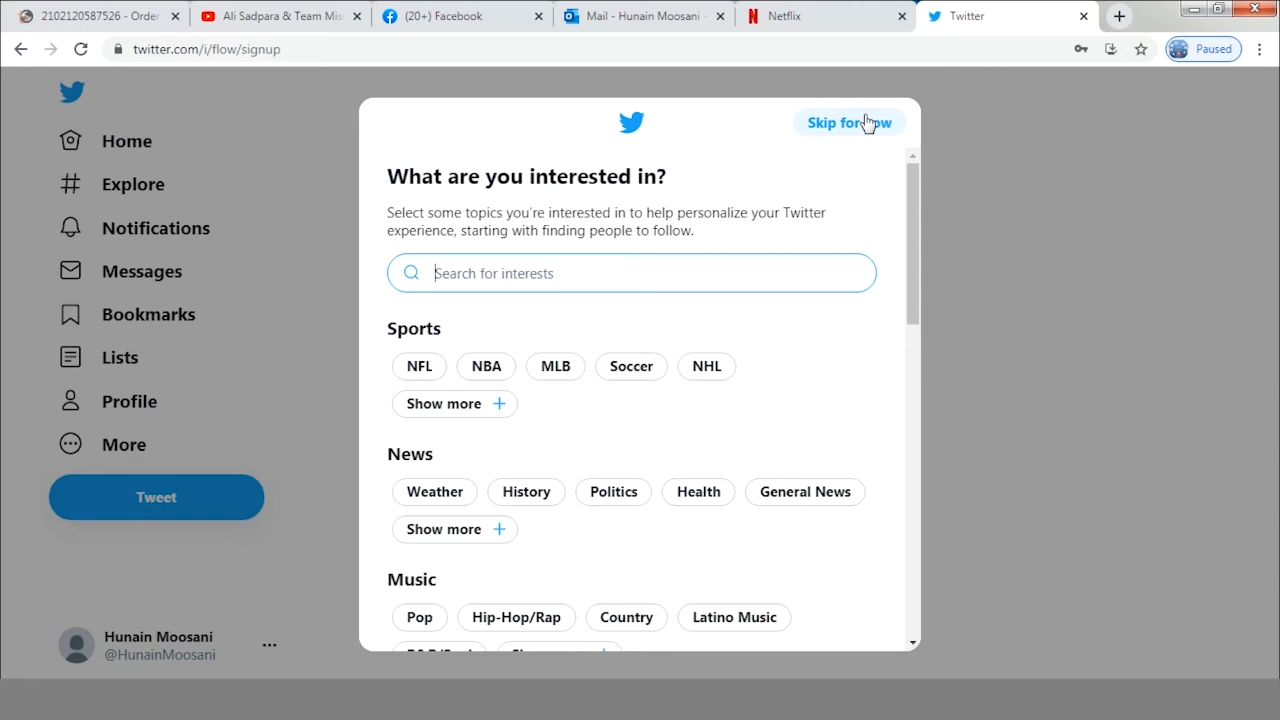 2102120587526 - Order
Ali Sadpara & Team Mis
(20+) Facebook
Mail - Hunain Moosani -
Netflix
Twitter
twitter.com/i/flow/signup
Paused
Skip for now
What are you interested in?
Select some topics you're interested in to help personalize your Twitter
experience, starting with finding people to follow.
Search for interests
Sports
NFL
NBA
MLB
Soccer
NHL
Show more +
News
Weather
History
Politics
Health
General News
Show more +
Music
Pop
Hip-Hop/Rap
Country
Latino Music
Home
Explore
Notifications
Messages
Bookmarks
Lists
Profile
More
Tweet
Hunain Moosani
@HunainMoosani